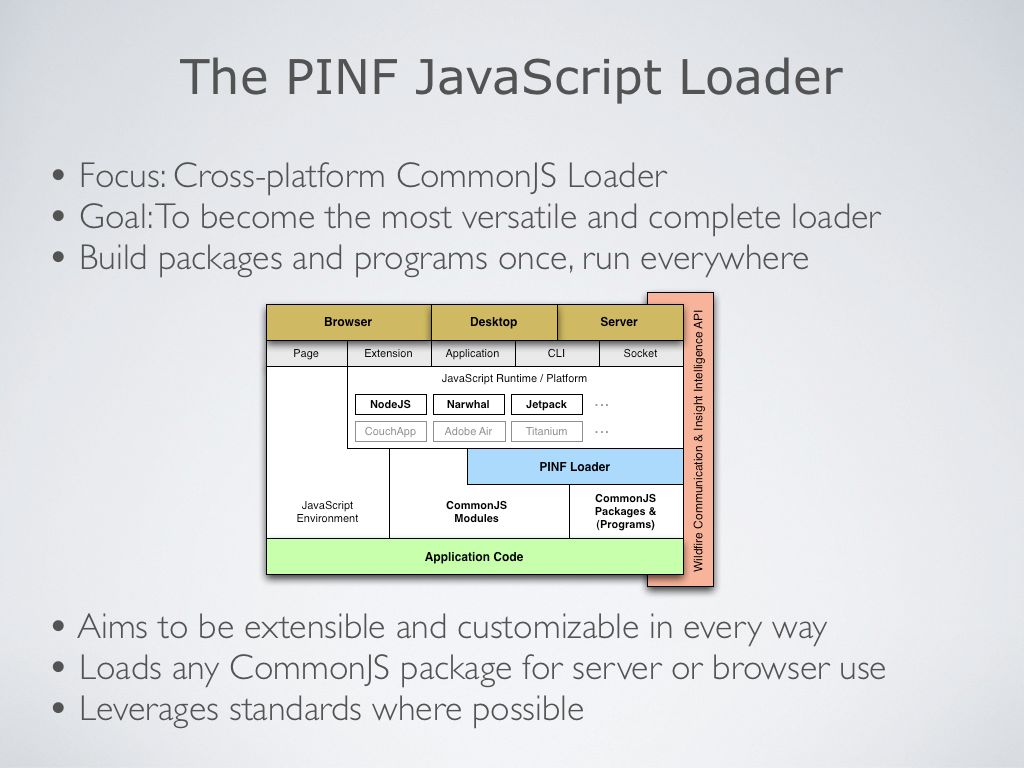 The PINF JavaScript Loader
• Focus: Cross-platform CommonJS Loader
• Goal: To become the most versatile and complete loader
• Build packages and programs once, run everywhere
Browser Desktop Server
Page Extension Application CLI Socket
JavaScript Runtime / Platform
NodeJS Narwhal Jetpack ...
CouchApp Adobe Air Titanium ...
PINF Loader
JavaScript
Environment
CommonJS
Modules
CommonJS
Packages &
(Programs)
Application Code
Wildfire Communication & Insight Intelligence API
• Aims to be extensible and customizable in every way
• Loads any CommonJS package for server or browser use
• Leverages standards where possible